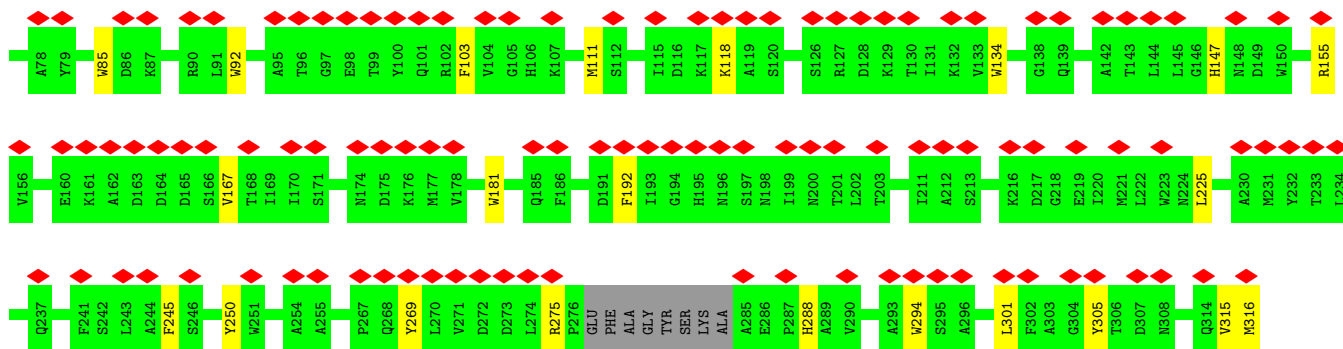 A78 Y79 W85 D86 K87 R90 L91 W92 A95 T96 G97 E98 T99 Y100 Q101 R102 F103 V104 G105 H106 K107 M111 S112 I115 D116 K117 K118 A119 S120 S126 R127 D128 K129 T130 I131 K132 V133 W134 G138 Q139 A142 T143 L144 L145 G146 H147 N148 D149 W150 R155
V156 E160 K161 A162 D163 D164 D165 S166 V167 T168 I169 I170 S171 N174 D175 K176 M177 V178 W181 Q185 F186 D191 F192 I193 G194 H195 N196 S197 N198 I199 N200 T201 L202 T203 I211 A212 S213 K216 D217 G218 E219 I220 M221 L222 W223 N224 L225 A230 M231 Y232 T233 L234
Q237 F241 S242 L243 A244 F245 S246 Y250 W251 A254 A255 P267 Q268 Y269 L270 V271 D272 D273 L274 R275 P276 GLU PHE ALA GLY TYR SER LYS ALA A285 E286 P287 H288 A289 V290 A293 W294 S295 A296 L301 F302 A303 G304 Y305 T306 D307 N308 Q314 V315 M316